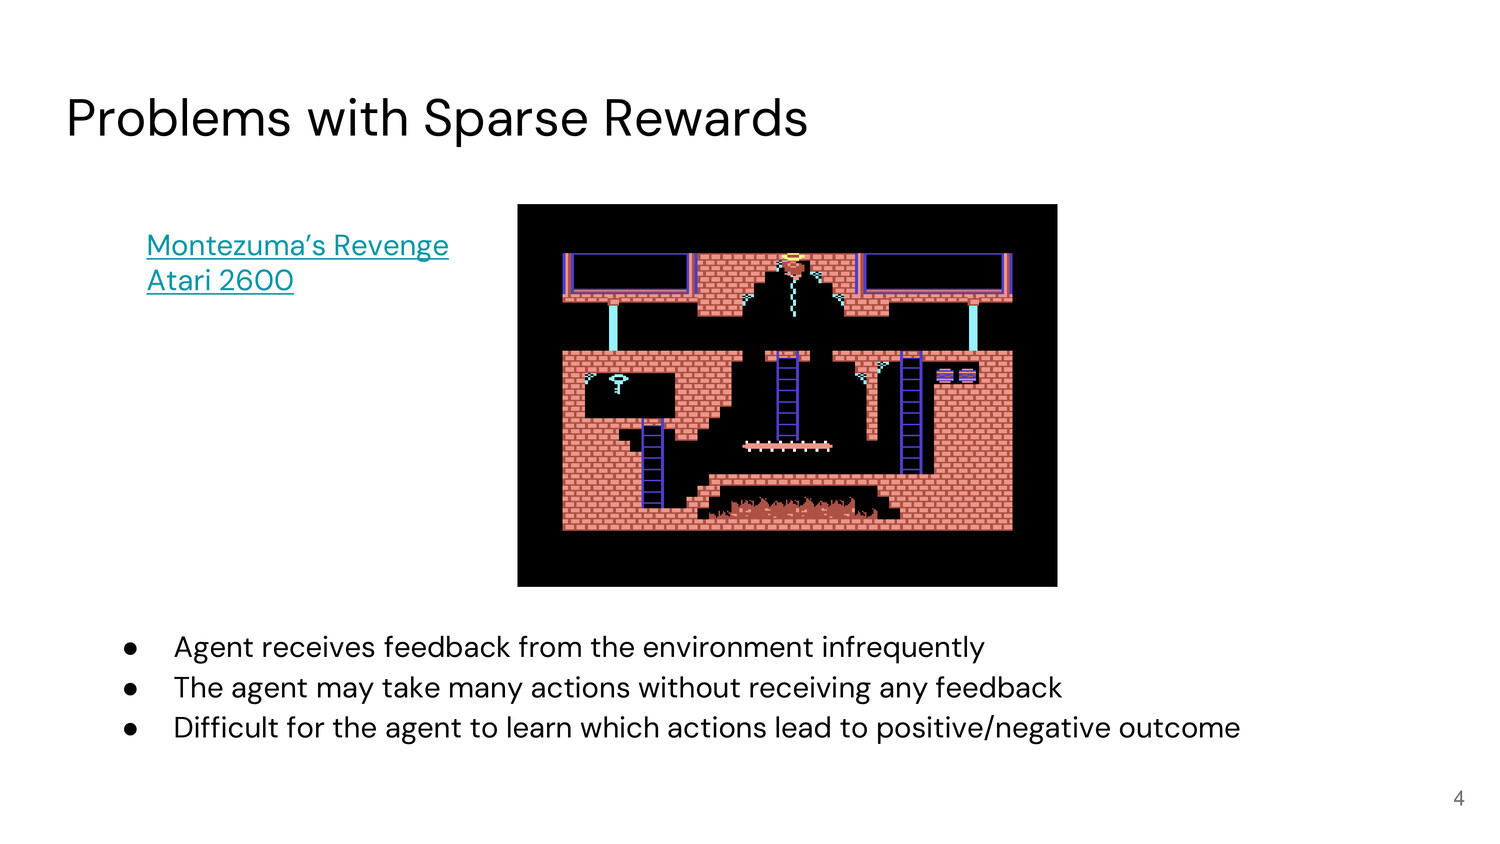 Problems with Sparse Rewards
Montezuma’s Revenge
Atari 2600
● Agent receives feedback from the environment infrequently
● The agent may take many actions without receiving any feedback
● Difficult for the agent to learn which actions lead to positive/negative outcome
4